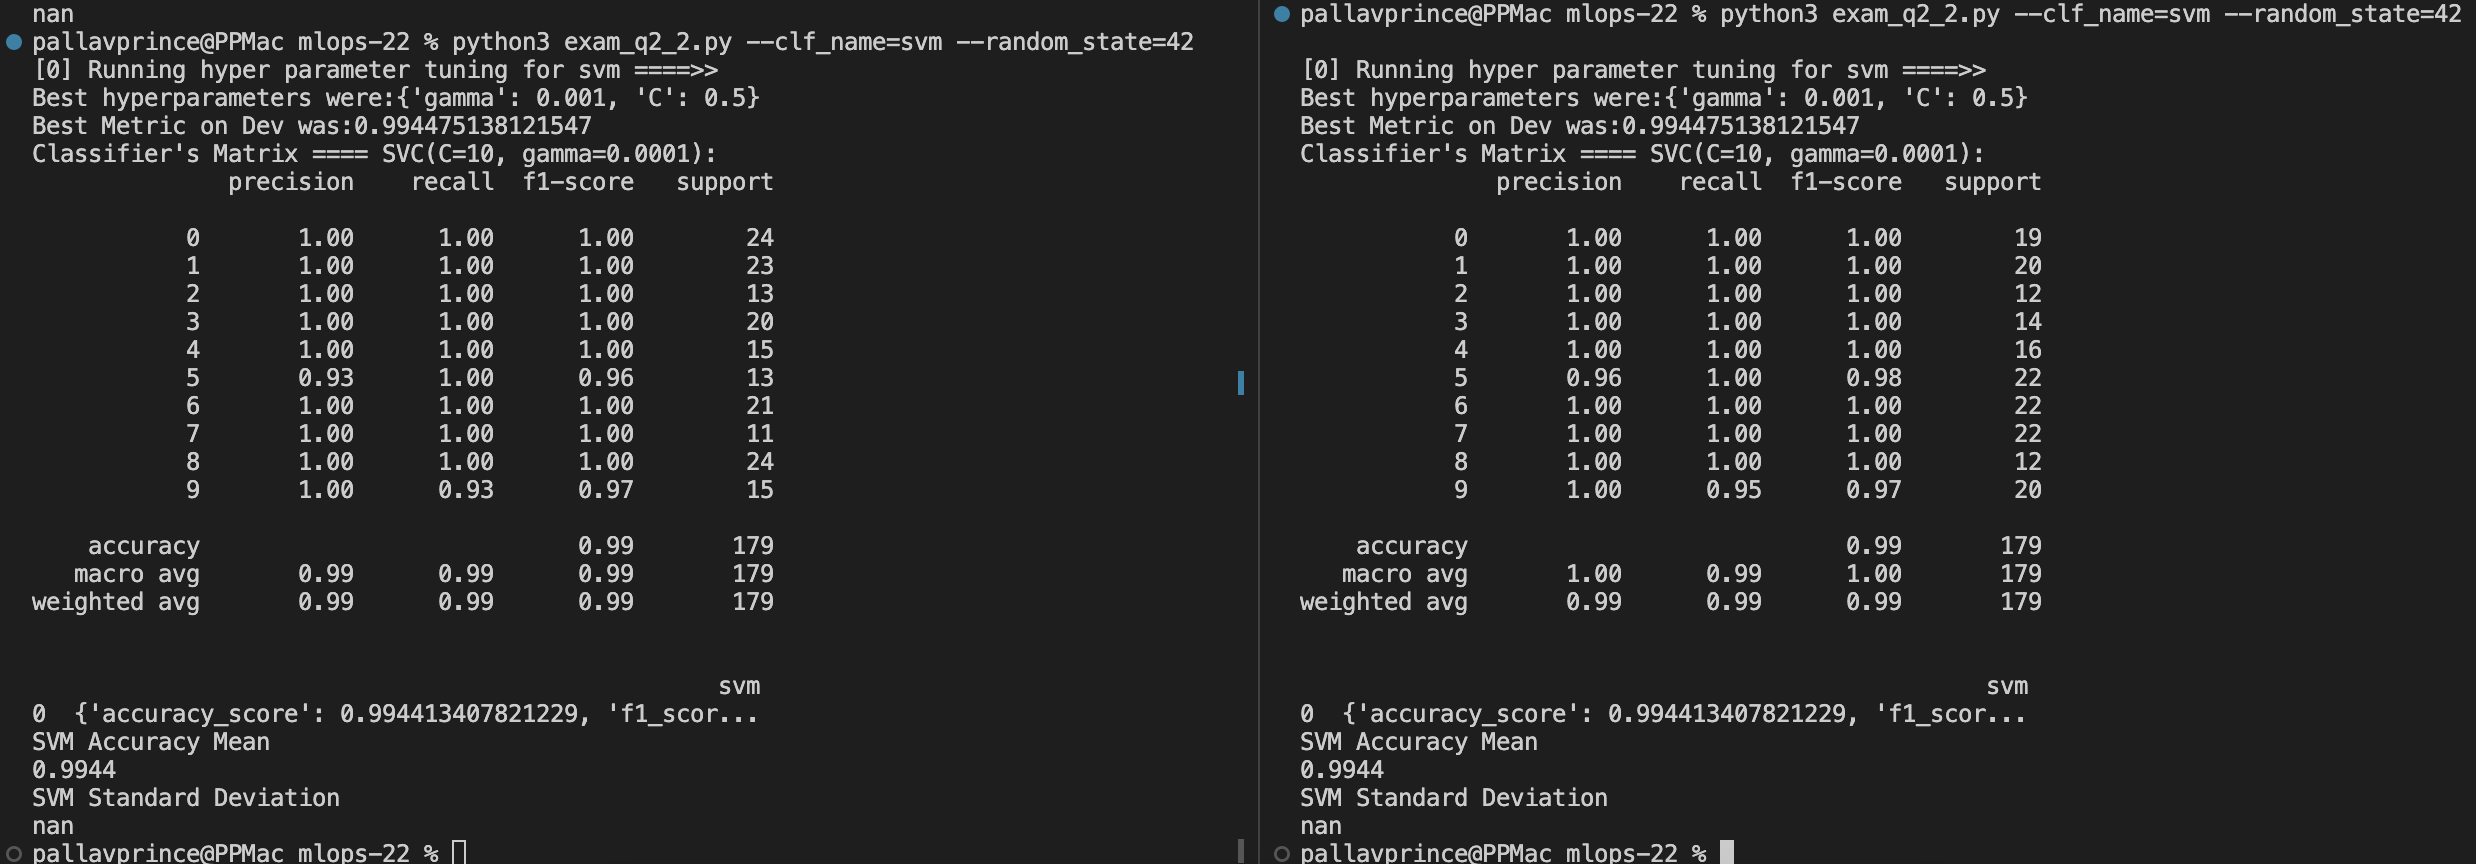 nan
pallavprince@PPMac mlops-22 % python3 exam_q2_2.py --clf_name=svm --random_state=42
[0] Running hyper parameter tuning for svm ====>>
Best hyperparameters were:{'gamma': 0.001, 'C': 0.5}
Best Metric on Dev was:0.994475138121547
Classifier's Matrix ==== SVC(C=10, gamma=0.0001):
precision recall f1-score support
0 1.00 1.00 1.00 24
1 1.00 1.00 1.00 23
2 1.00 1.00 1.00 13
3 1.00 1.00 1.00 20
4 1.00 1.00 1.00 15
5 0.93 1.00 0.96 13
6 1.00 1.00 1.00 21
7 1.00 1.00 1.00 11
8 1.00 1.00 1.00 24
9 1.00 0.93 0.97 15
accuracy 0.99 179
macro avg 0.99 0.99 0.99 179
weighted avg 0.99 0.99 0.99 179
svm
0 {'accuracy_score': 0.994413407821229, 'f1_scor...
SVM Accuracy Mean
0.9944
SVM Standard Deviation
nan
pallavprince@PPMac mlops-22 %
pallavprince@PPMac mlops-22 % python3 exam_q2_2.py --clf_name=svm --random_state=42
[0] Running hyper parameter tuning for svm ====>>
Best hyperparameters were:{'gamma': 0.001, 'C': 0.5}
Best Metric on Dev was:0.994475138121547
Classifier's Matrix ==== SVC(C=10, gamma=0.0001):
precision recall f1-score support
0 1.00 1.00 1.00 19
1 1.00 1.00 1.00 20
2 1.00 1.00 1.00 12
3 1.00 1.00 1.00 14
4 1.00 1.00 1.00 16
5 0.96 1.00 0.98 22
6 1.00 1.00 1.00 22
7 1.00 1.00 1.00 22
8 1.00 1.00 1.00 12
9 1.00 0.95 0.97 20
accuracy 0.99 179
macro avg 1.00 0.99 1.00 179
weighted avg 0.99 0.99 0.99 179
svm
0 {'accuracy_score': 0.994413407821229, 'f1_scor...
SVM Accuracy Mean
0.9944
SVM Standard Deviation
nan
pallavprince@PPMac mlops-22 %